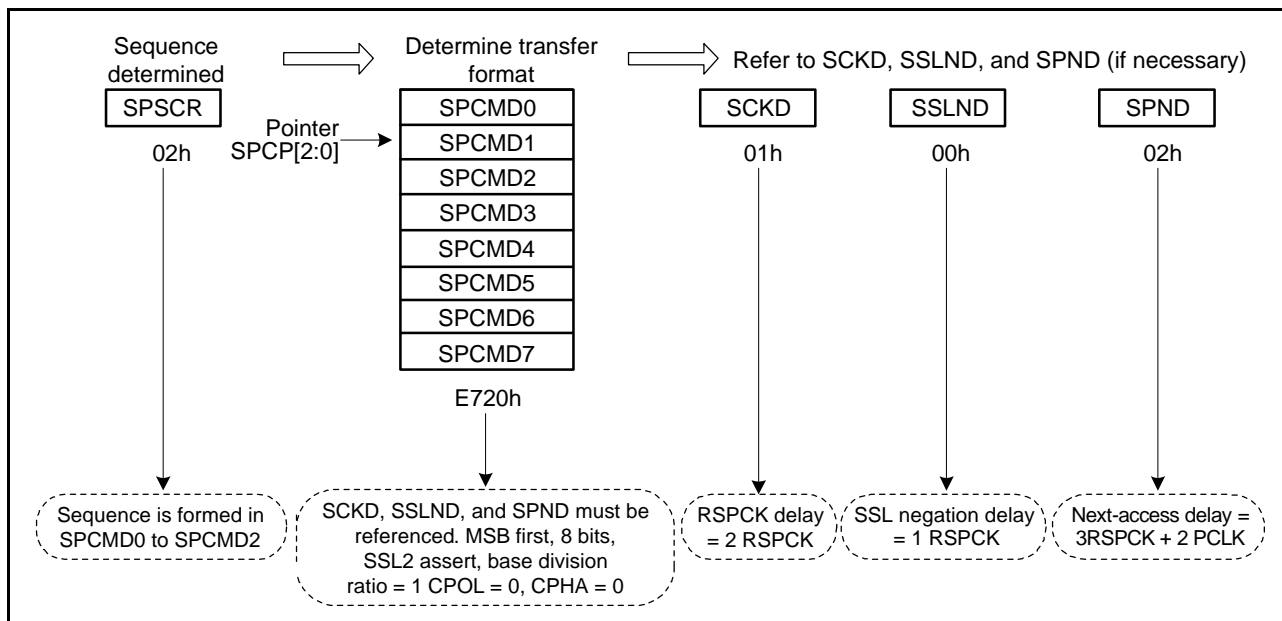 Sequence
determined
Determine transfer
format
Refer to SCKD, SSLND, and SPND (if necessary)
SPSCR
02h
Pointer
SPCP[2:0]
SPCMD0
SPCMD1
SPCMD2
SPCMD3
SPCMD4
SPCMD5
SPCMD6
SPCMD7
E720h
SCKD
01h
SSLND
00h
SPND
02h
Sequence is formed in
SPCMD0 to SPCMD2
SCKD, SSLND, and SPND must be
referenced. MSB first, 8 bits,
SSL2 assert, base division
ratio = 1 CPOL = 0, CPHA = 0
RSPCK delay
= 2 RSPCK
SSL negation delay
= 1 RSPCK
Next-access delay =
3RSPCK + 2 PCLK